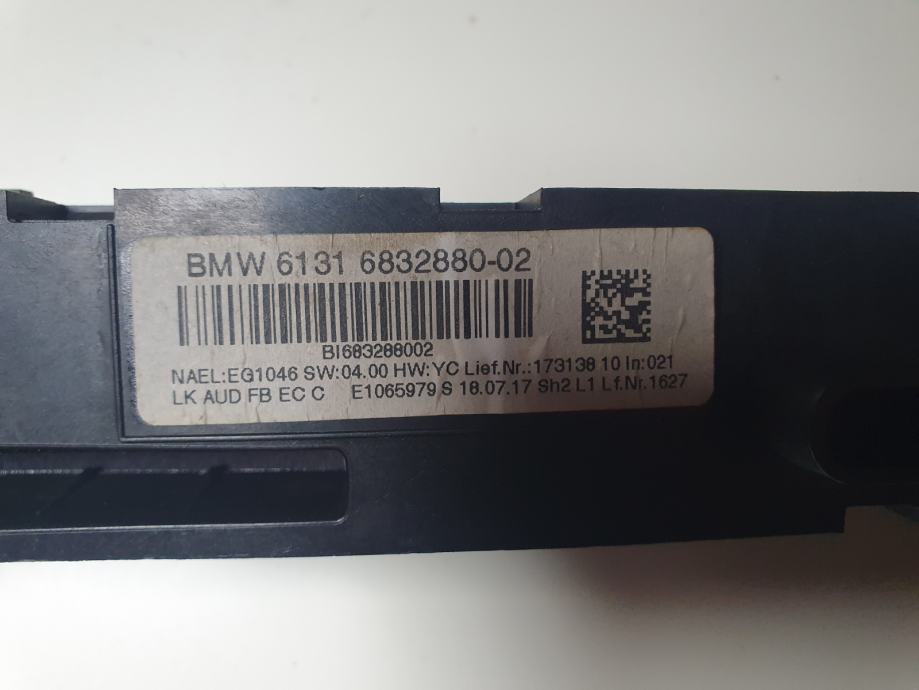 BMW 6131 6832880-02
BI683288002
NAEL:EG1046 SW:04.00 HW:YC Lief.Nr.:173138 10 In:021
LK AUD FB EC C E1065979 S 18.07.17 Sh2 L1 Lf.Nr.1627